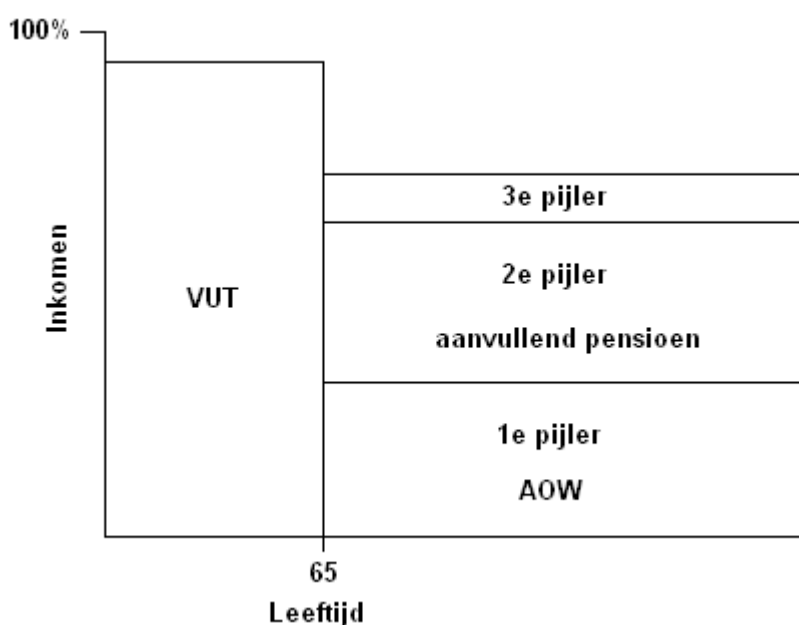 100%
Inkomen
VUT
3e pijler
2e pijler
aanvullend pensioen
1e pijler
AOW
65
Leeftijd